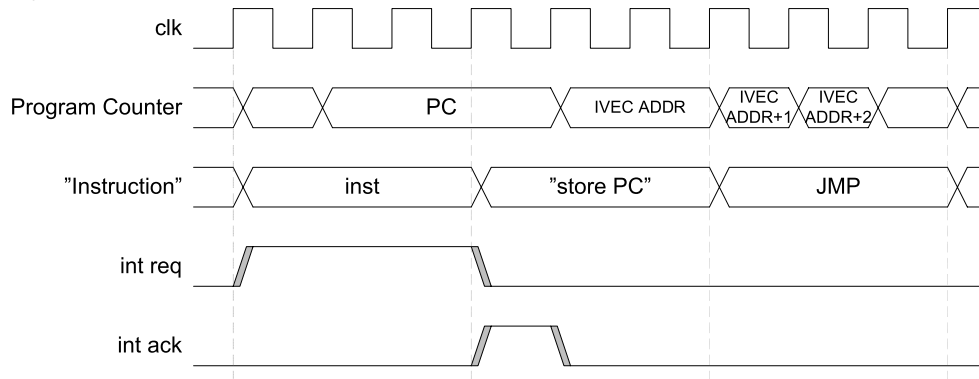 clk
Program Counter
PC
IVEC ADDR
IVEC
ADDR+1
IVEC
ADDR+2
”Instruction”
inst
”store PC”
JMP
int req
int ack